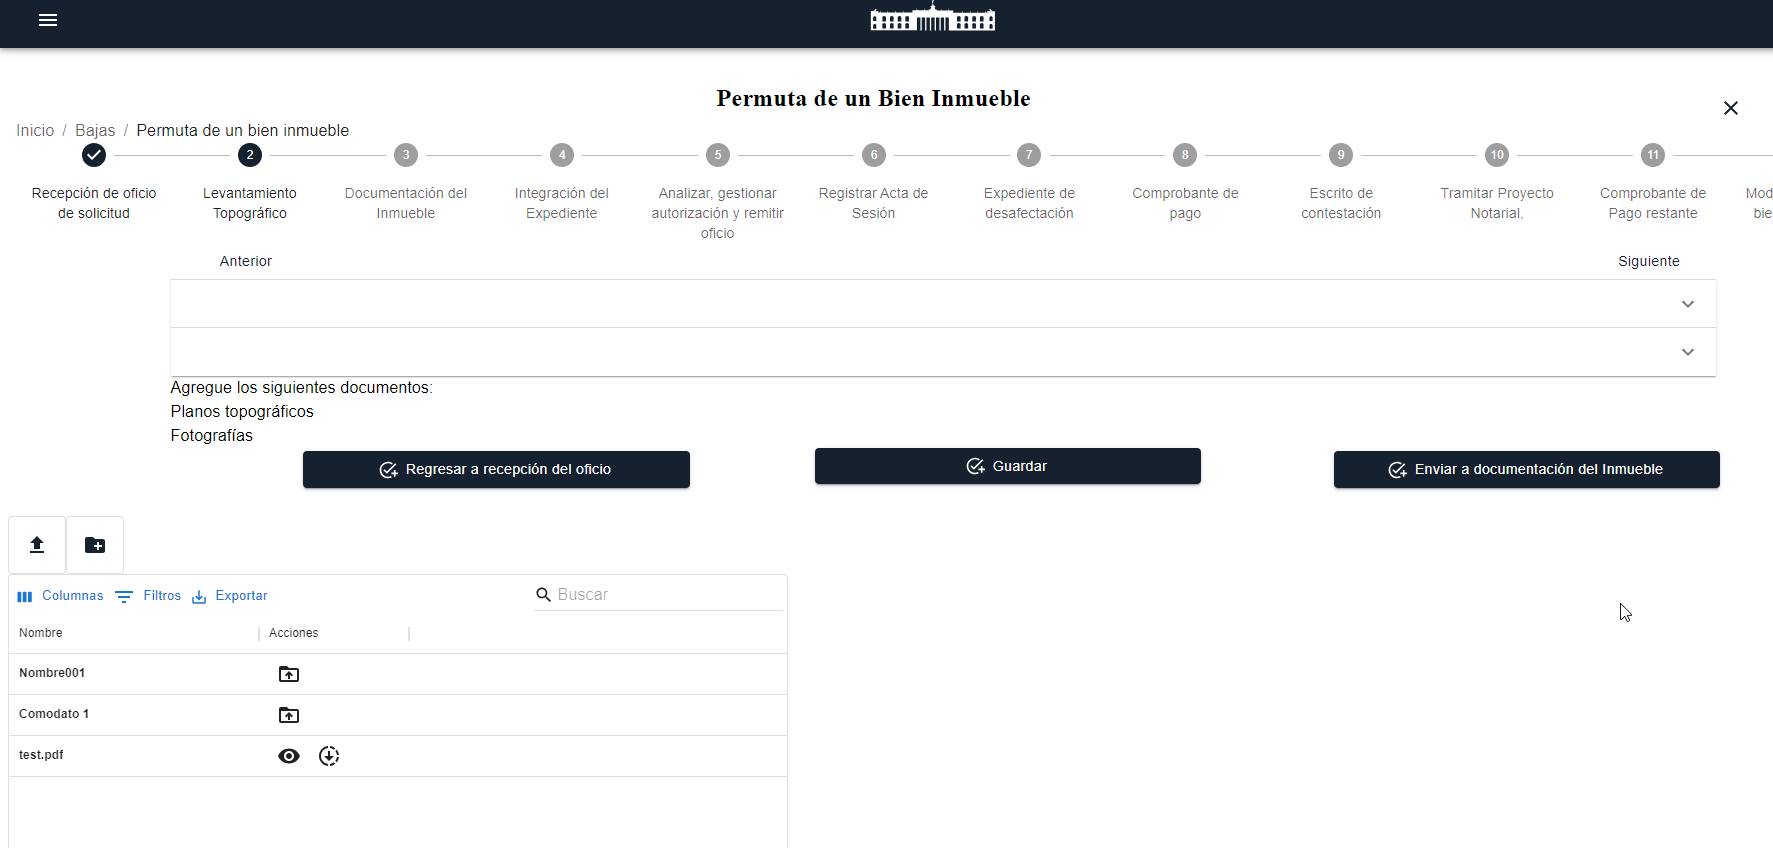 Permuta de un Bien Inmueble
Inicio / Bajas / Permuta de un bien inmueble
2
3
4
5
6
7
8
9
10
11
Recepción de oficio
de solicitud
Levantamiento
Topográfico
Documentación del
Inmueble
Integración del
Expediente
Analizar, gestionar
autorización y remitir
oficio
Registrar Acta de
Sesión
Expediente de
desafectación
Comprobante de
pago
Escrito de
contestación
Tramitar Proyecto
Notarial,
Comprobante de
Pago restante
Mod
bie
Anterior
Siguiente
Agregue los siguientes documentos:
Planos topográficos
Fotografías
Regresar a recepción del oficio
Guardar
Enviar a documentación del Inmueble
Columnas
Filtros
Exportar
Buscar
Nombre
Acciones
Nombre001
Comodato 1
test.pdf